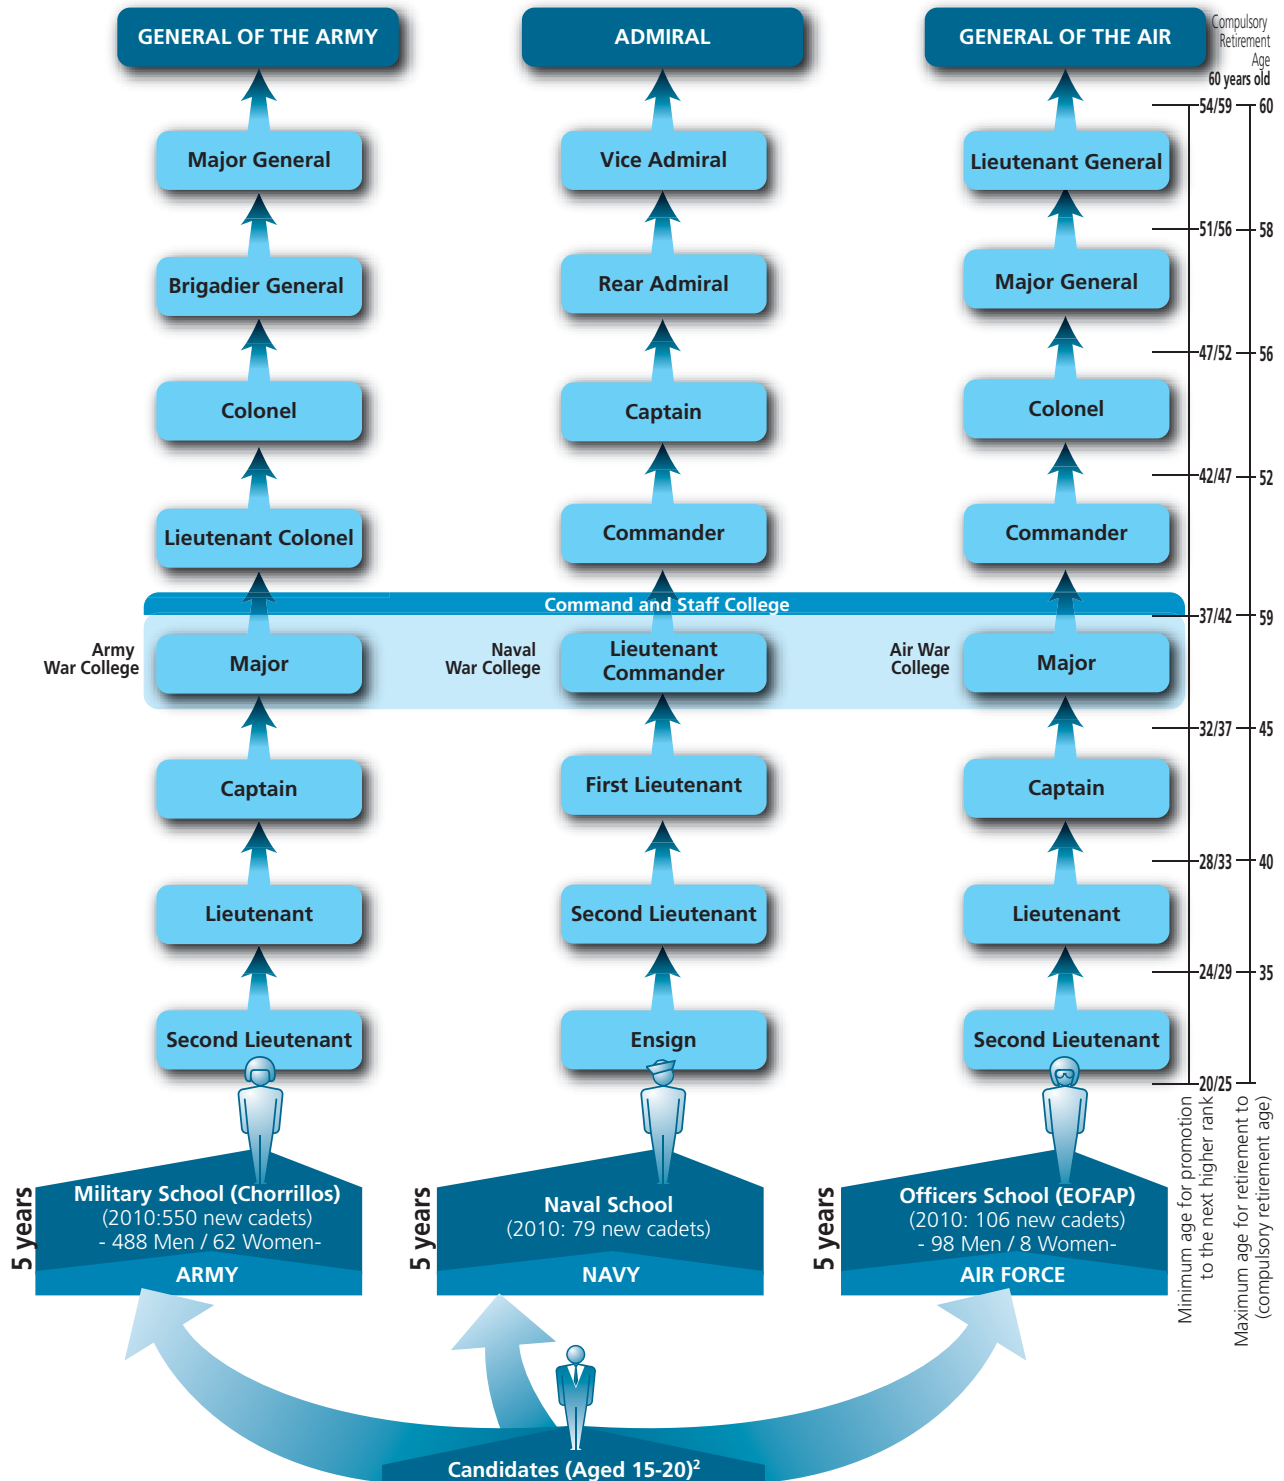 GENERAL OF THE ARMY
ADMIRAL
GENERAL OF THE AIR
Compulsory
Retirement
Age
60 years old
54/59
60
Major General
Vice Admiral
Lieutenant General
51/56
58
Brigadier General
Rear Admiral
Major General
47/52
56
Colonel
Captain
Colonel
42/47
52
Lieutenant Colonel
Commander
Commander
Command and Staff College
37/42
59
Army
War College
Major
Naval
War College
Lieutenant
Commander
Air War
College
Major
32/37
45
Captain
First Lieutenant
Captain
28/33
40
Lieutenant
Second Lieutenant
Lieutenant
24/29
35
Second Lieutenant
Ensign
Second Lieutenant
20/25
Minimum age for promotion
to the next higher rank
Maximum age for retirement to
(compulsory retirement age)
5 years
Military School (Chorrillos)
(2010:550 new cadets)
- 488 Men / 62 Women-
ARMY
5 years
Naval School
(2010: 79 new cadets)
NAVY
5 years
Officers School (EOFAP)
(2010: 106 new cadets)
- 98 Men / 8 Women-
AIR FORCE
Candidates (Aged 15-20)²